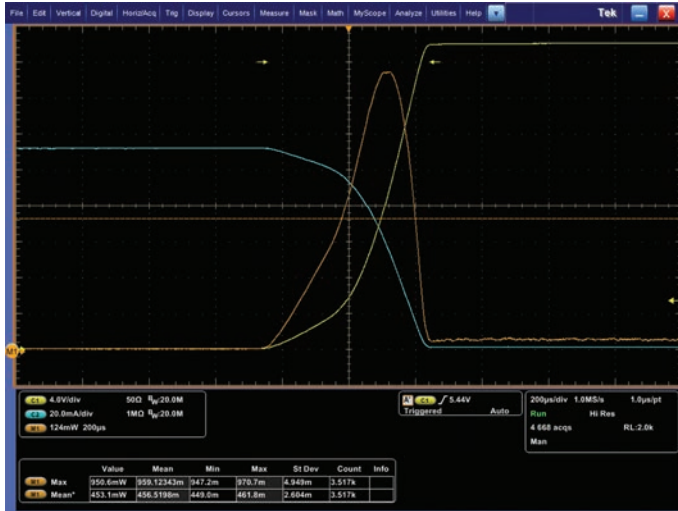 File Edit Vertical Digital Horiz/Acq Trig Display Cursors Measure Mask Math MyScope Analyze Utilities Help Tek X
M1
C1 4.0V/div 50Ω BW:20.0M
C2 20.0mA/div 1MΩ BW:20.0M
M1 124mW 200µs
A' C1 5.44V
Triggered Auto
200µs/div 1.0MS/s 1.0µs/pt
Run Hi Res
4 668 acqs RL:2.0k
Man
Value Mean Min Max St Dev Count Info
M1 Max 950.6mW 959.12343m 947.2m 970.7m 4.949m 3.517k
M1 Mean* 453.1mW 456.5198m 449.0m 461.8m 2.604m 3.517k